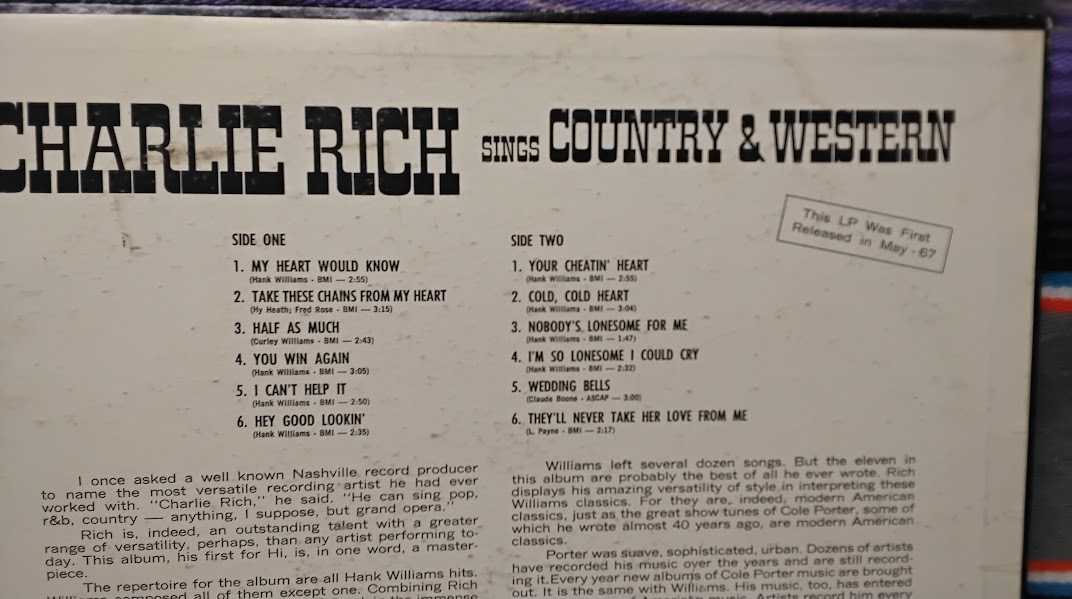 CHARLIE RICH SINGS COUNTRY & WESTERN
This LP Was First
Released in May - 67
SIDE ONE
1. MY HEART WOULD KNOW
(Hank Williams - BMI — 2:55)
2. TAKE THESE CHAINS FROM MY HEART
(Hy Heath; Fred Rose - BMI — 3:15)
3. HALF AS MUCH
(Curley Williams - BMI — 2:43)
4. YOU WIN AGAIN
(Hank Williams - BMI — 3:05)
5. I CAN'T HELP IT
(Hank Williams - BMI — 2:50)
6. HEY GOOD LOOKIN'
(Hank Williams - BMI — 2:35)
SIDE TWO
1. YOUR CHEATIN' HEART
(Hank Williams - BMI — 2:55)
2. COLD, COLD HEART
(Hank Williams - BMI — 3:04)
3. NOBODY'S LONESOME FOR ME
(Hank Williams - BMI — 1:47)
4. I'M SO LONESOME I COULD CRY
(Hank Williams - BMI — 2:32)
5. WEDDING BELLS
(Claude Boone - ASCAP — 3:00)
6. THEY'LL NEVER TAKE HER LOVE FROM ME
(L. Payne - BMI — 2:17)
I once asked a well known Nashville record producer
to name the most versatile recording artist he had ever
worked with. "Charlie Rich," he said. "He can sing pop,
r&b, country — anything, I suppose, but grand opera."
Rich is, indeed, an outstanding talent with a greater
range of versatility, perhaps, than any artist performing to-
day. This album, his first for Hi, is, in one word, a master-
piece.
The repertoire for the album are all Hank Williams hits.
composed all of them except one. Combining Rich
Williams left several dozen songs. But the eleven in
this album are probably the best of all he ever wrote. Rich
displays his amazing versatility of style in interpreting these
Williams classics. For they are, indeed, modern American
classics, just as the great show tunes of Cole Porter, some of
which he wrote almost 40 years ago, are modern American
classics.
Porter was suave, sophisticated, urban. Dozens of artists
have recorded his music over the years and are still record-
ing it. Every year new albums of Cole Porter music are brought
out. It is the same with Williams. His music, too, has entered
music. Artists record him every